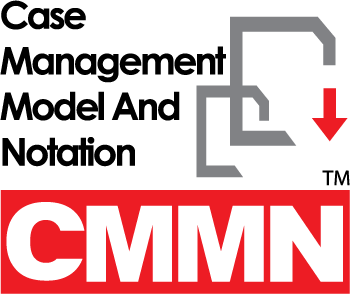 Case
Management
Model And
Notation
TM
CMMN